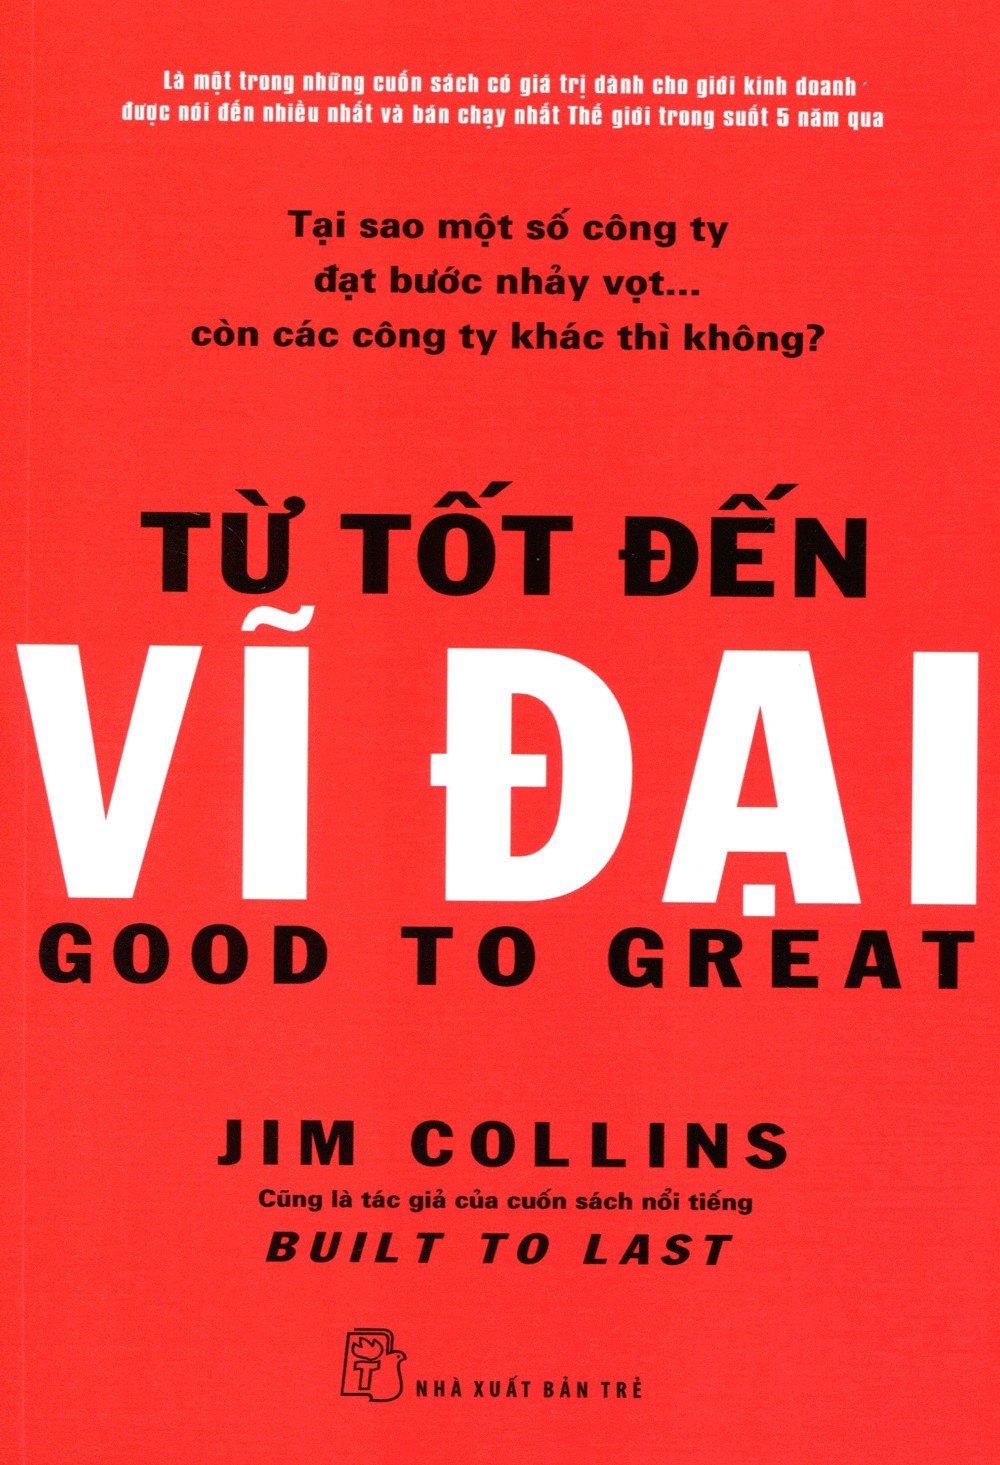 Là một trong những cuốn sách có giá trị dành cho giới kinh doanh
được nói đến nhiều nhất và bán chạy nhất Thế giới trong suốt 5 năm qua
Tại sao một số công ty
đạt bước nhảy vọt...
còn các công ty khác thì không?
TỪ TỐT ĐẾN
VĨ ĐẠI
GOOD TO GREAT
JIM COLLINS
Cũng là tác giả của cuốn sách nổi tiếng
BUILT TO LAST
T
NHÀ XUẤT BẢN TRẺ